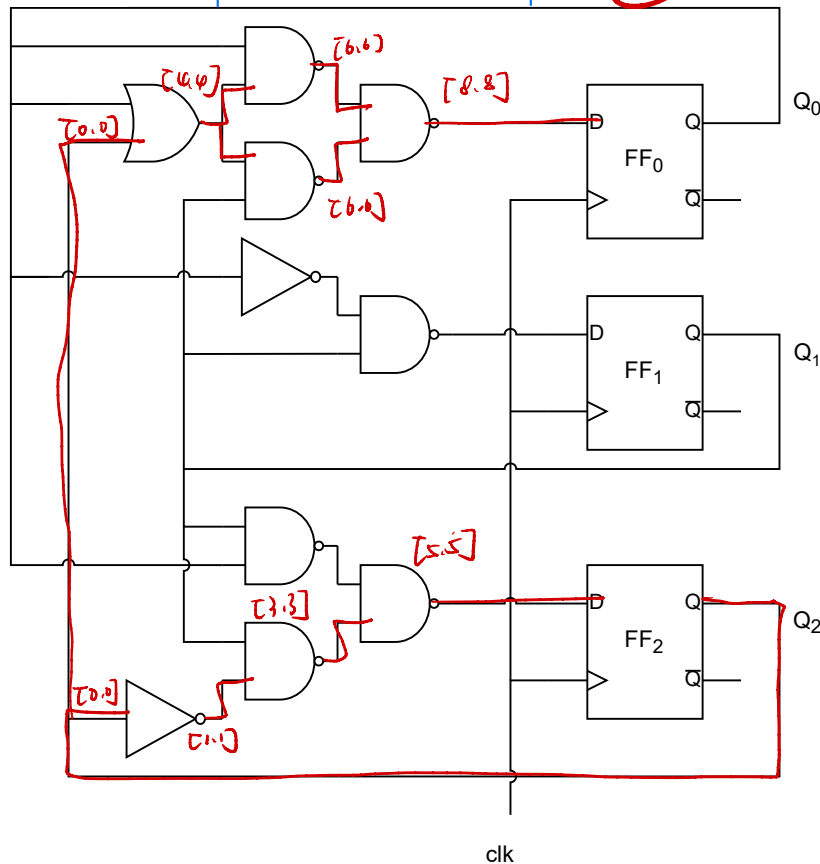 [6,6]
[4,4]
[8,8]
Q0
[0,0]
D
Q
FF0
Q
[6,6]
D
Q
Q1
FF1
Q
[5,5]
[3,3]
D
Q
Q2
FF2
Q
[0,0]
[1,1]
clk